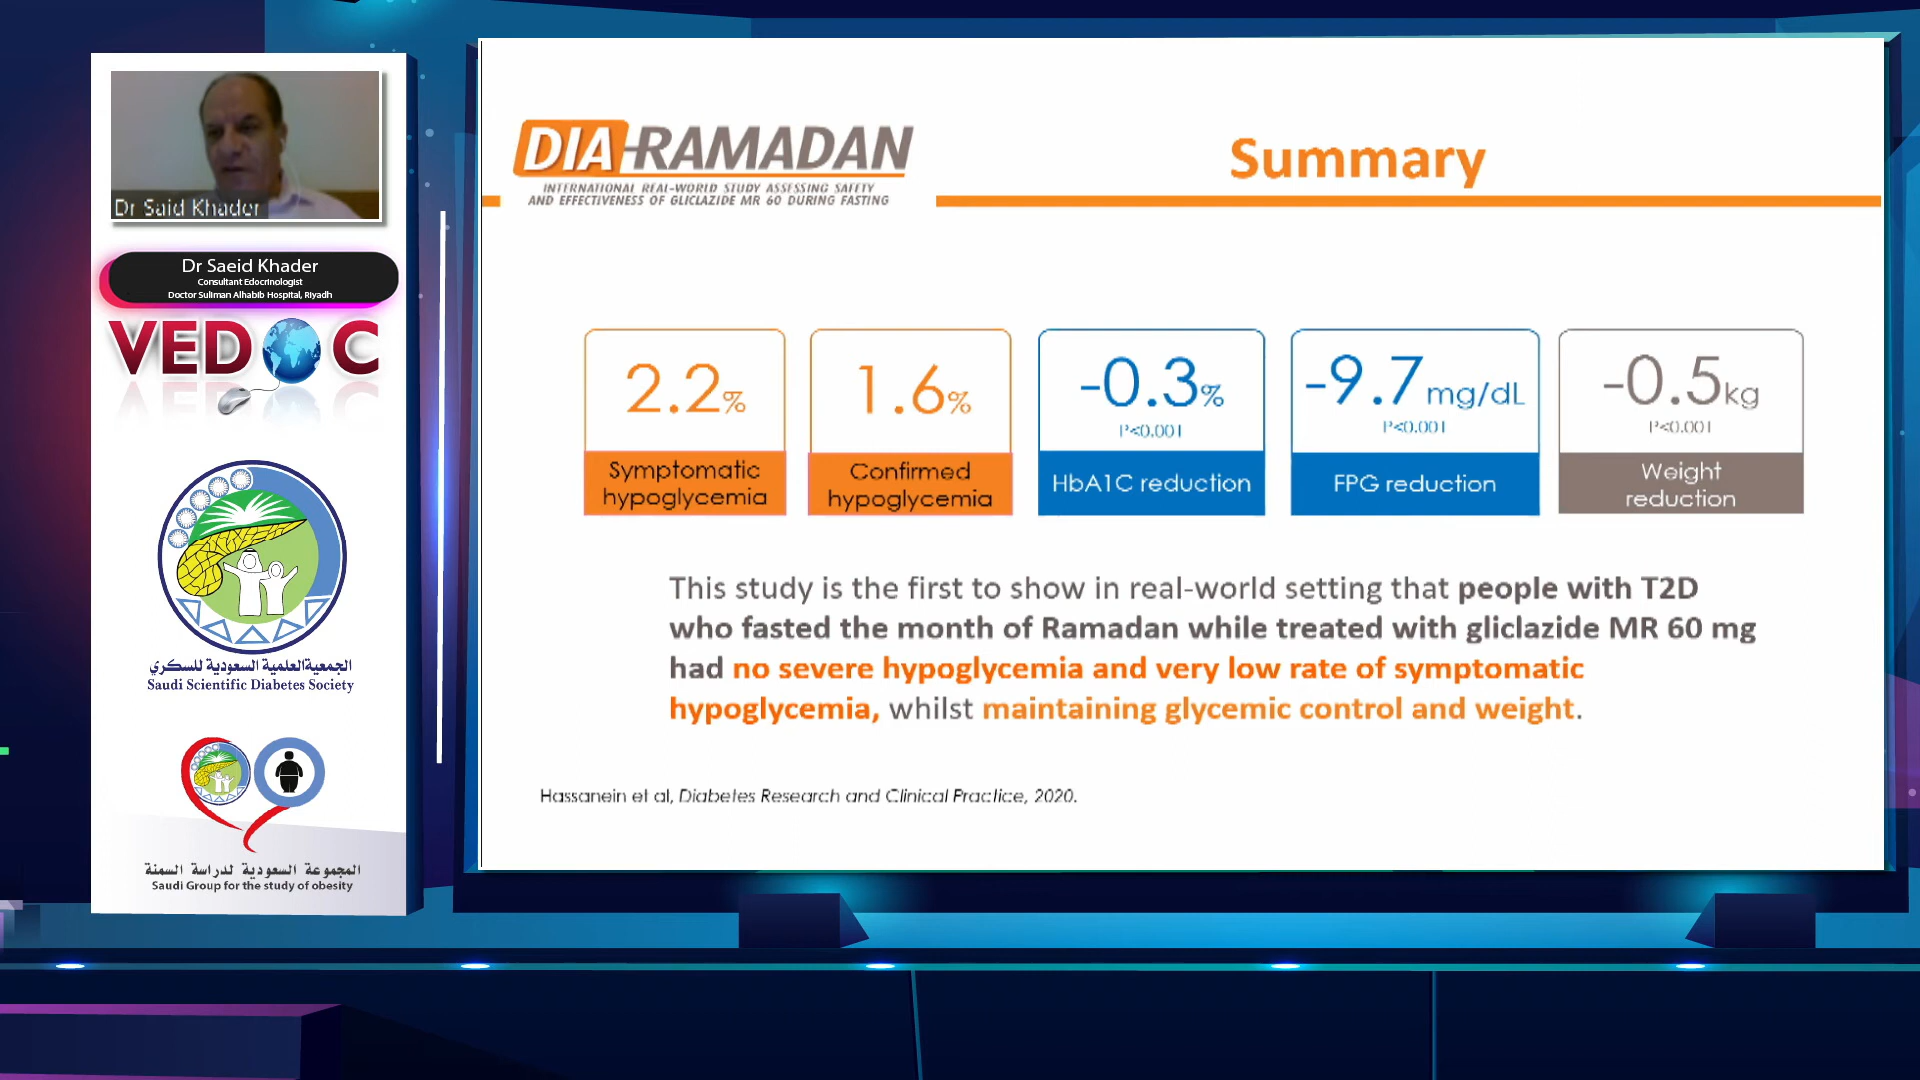 Dr Said Khader
Dr Saeid Khader
Consultant Edocrinologist
Doctor Suliman Alhabib Hospital, Riyadh
VEDOC
الجمعية العلمية السعودية للسكري
Saudi Scientific Diabetes Society
المجموعة السعودية لدراسة السمنة
Saudi Group for the study of obesity
DIA-RAMADAN
INTERNATIONAL REAL-WORLD STUDY ASSESSING SAFETY
AND EFFECTIVENESS OF GLICLAZIDE MR 60 DURING FASTING
Summary
2.2%
Symptomatic
hypoglycemia
1.6%
Confirmed
hypoglycemia
-0.3%
P<0.001
HbA1C reduction
-9.7 mg/dL
P<0.001
FPG reduction
-0.5kg
P<0.001
Weight
reduction
This study is the first to show in real-world setting that people with T2D
who fasted the month of Ramadan while treated with gliclazide MR 60 mg
had no severe hypoglycemia and very low rate of symptomatic
hypoglycemia, whilst maintaining glycemic control and weight.
Hassanein et al, Diabetes Research and Clinical Practice, 2020.